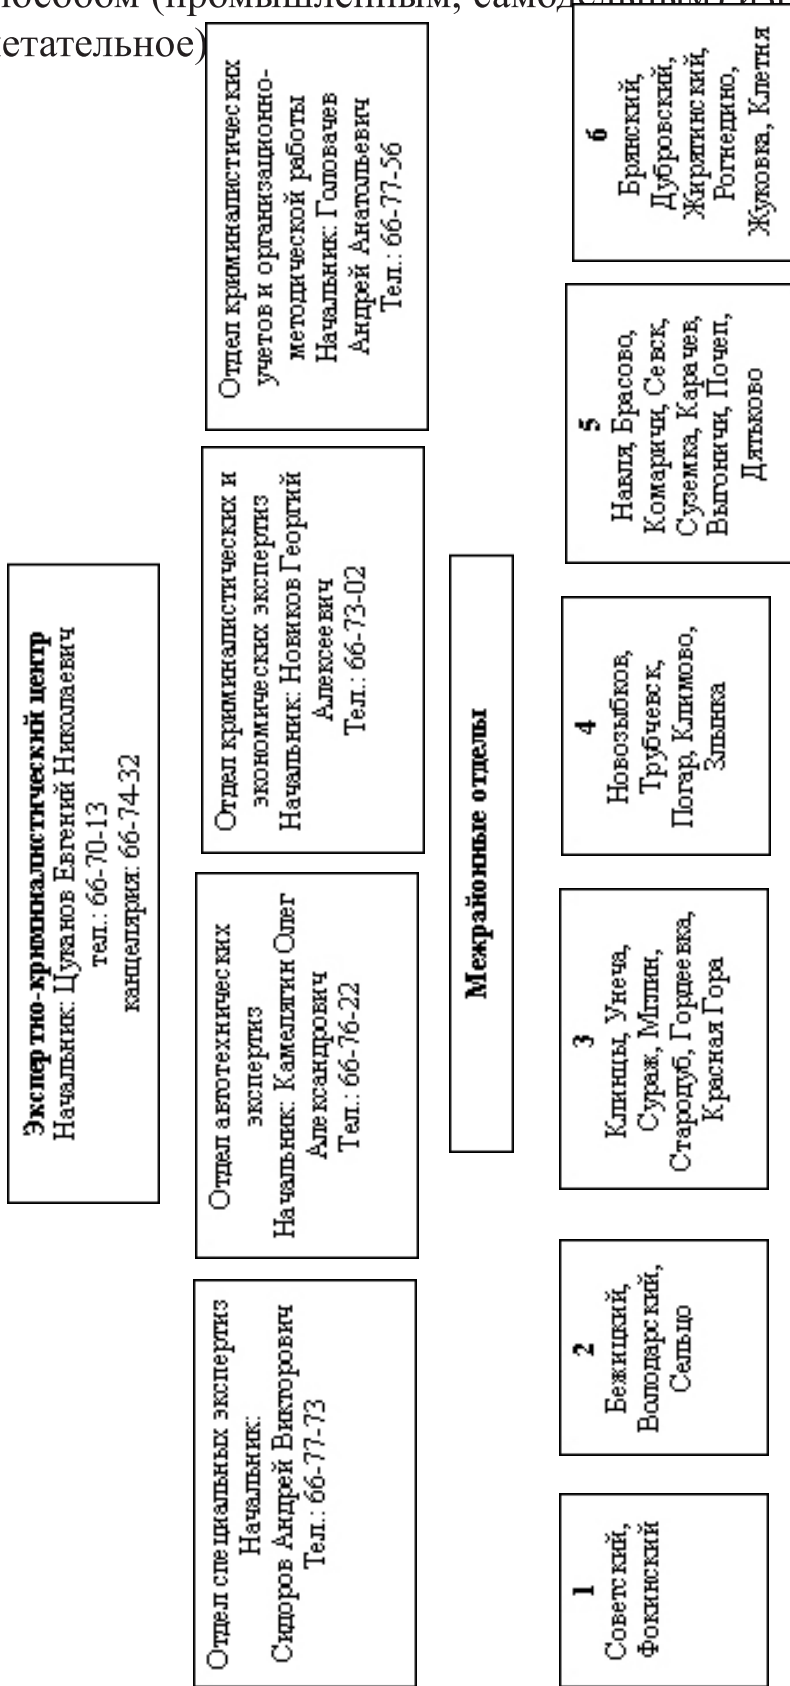 пособом (промышленным, самодельным)
летательное)
Экспертно-криминалистический центр
Начальник: Цуканов Евгений Николаевич
тел.: 66-70-13
канцелярия: 66-74-32
Отдел специальных экспертиз
Начальник:
Сидоров Андрей Викторович
Тел.: 66-77-73
Отдел автотехнических
экспертиз
Начальник: Камелягин Олег
Александрович
Тел.: 66-76-22
Отдел криминалистических и
экономических экспертиз
Начальник: Новиков Георгий
Алексеевич
Тел.: 66-73-02
Отдел криминалистических
учетов и организационно-
методической работы
Начальник: Головачев
Андрей Анатольевич
Тел.: 66-77-56
Межрайонные отделы
1
Советский,
Фокинский
2
Бежицкий,
Володарский,
Сельцо
3
Клинцы, Унеча,
Сураж, Мглин,
Стародуб, Гордеевка,
Красная Гора
4
Новозыбков,
Трубчевск,
Погар, Климово,
Злынка
5
Навля, Брасово,
Комаричи, Севск,
Суземка, Карачев,
Выгоничи, Почеп,
Дятьково
6
Брянский,
Дубровский,
Жирятинский,
Рогнедино,
Жуковка, Клетня